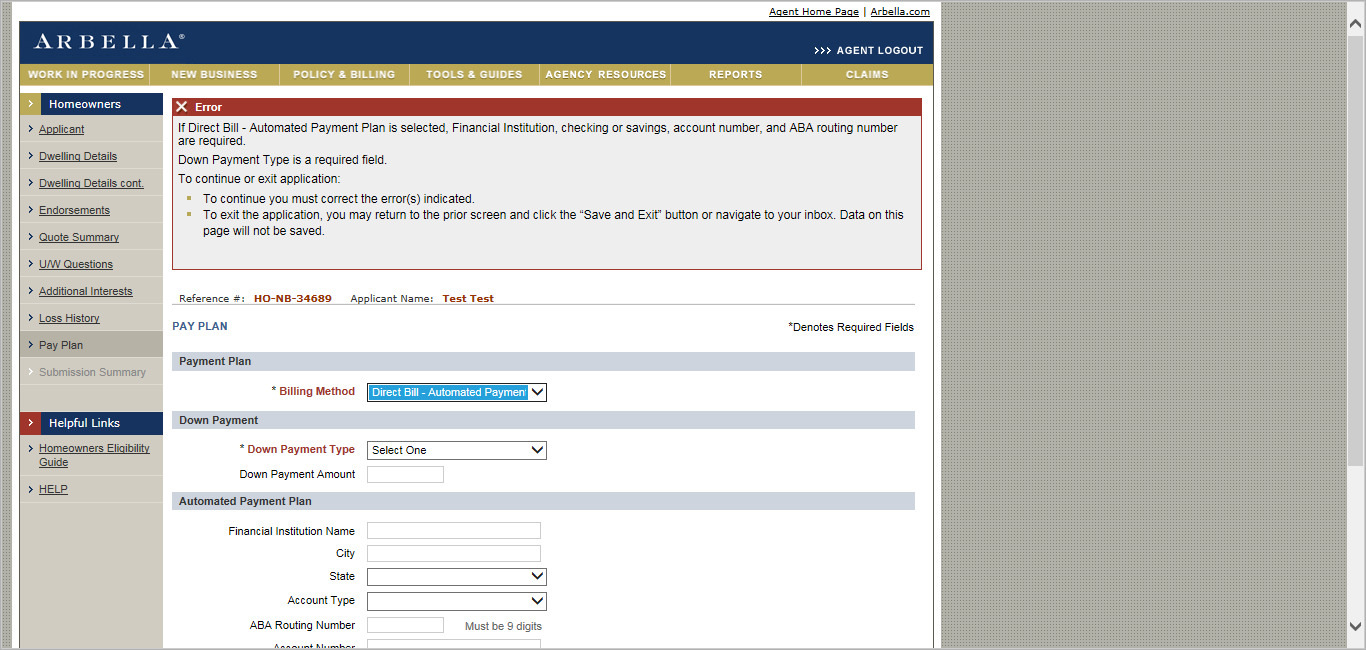 Agent Home Page | Arbella.com
ARBELLA®
>>> AGENT LOGOUT
WORK IN PROGRESS NEW BUSINESS POLICY & BILLING TOOLS & GUIDES AGENCY RESOURCES REPORTS CLAIMS
Homeowners
Applicant
Dwelling Details
Dwelling Details cont.
Endorsements
Quote Summary
U/W Questions
Additional Interests
Loss History
Pay Plan
Submission Summary
Helpful Links
Homeowners Eligibility
Guide
HELP
Error
If Direct Bill - Automated Payment Plan is selected, Financial Institution, checking or savings, account number, and ABA routing number
are required.
Down Payment Type is a required field.
To continue or exit application:
To continue you must correct the error(s) indicated.
To exit the application, you may return to the prior screen and click the “Save and Exit” button or navigate to your inbox. Data on this
page will not be saved.
Reference #: HO-NB-34689 Applicant Name: Test Test
PAY PLAN
*Denotes Required Fields
Payment Plan
* Billing Method Direct Bill - Automated Payment
Down Payment
* Down Payment Type Select One
Down Payment Amount
Automated Payment Plan
Financial Institution Name
City
State
Account Type
ABA Routing Number Must be 9 digits
Account Number